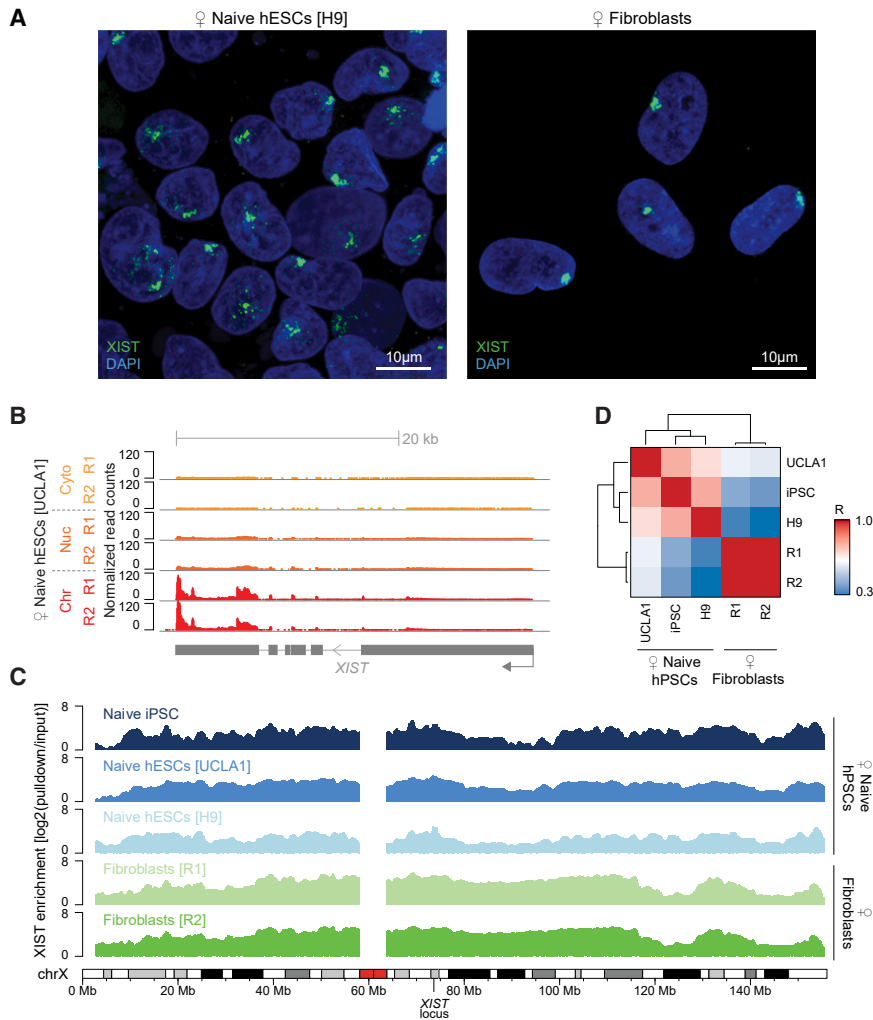 A
♀ Naive hESCs [H9]
♀ Fibroblasts
XIST
DAPI
10μm
XIST
DAPI
10μm
B
20 kb
♀ Naive hESCs [UCLA1]
Cyto
Nuc
Chr
R1
R2
R1
R2
R1
R2
Normalized read counts
120
0
120
0
120
0
120
0
120
0
120
0
XIST
D
UCLA1
iPSC
H9
R1
R2
UCLA1
iPSC
H9
R1
R2
♀ Naive
hPSCs
♀
Fibroblasts
R
1.0
0.3
C
XIST enrichment [log2(pulldown/input)]
8
0
Naive iPSC
8
0
Naive hESCs [UCLA1]
8
0
Naive hESCs [H9]
8
0
Fibroblasts [R1]
8
0
Fibroblasts [R2]
♀ Naive
hPSCs
♀
Fibroblasts
chrX
0 Mb 20 Mb 40 Mb 60 Mb 80 Mb 100 Mb 120 Mb 140 Mb
XIST
locus